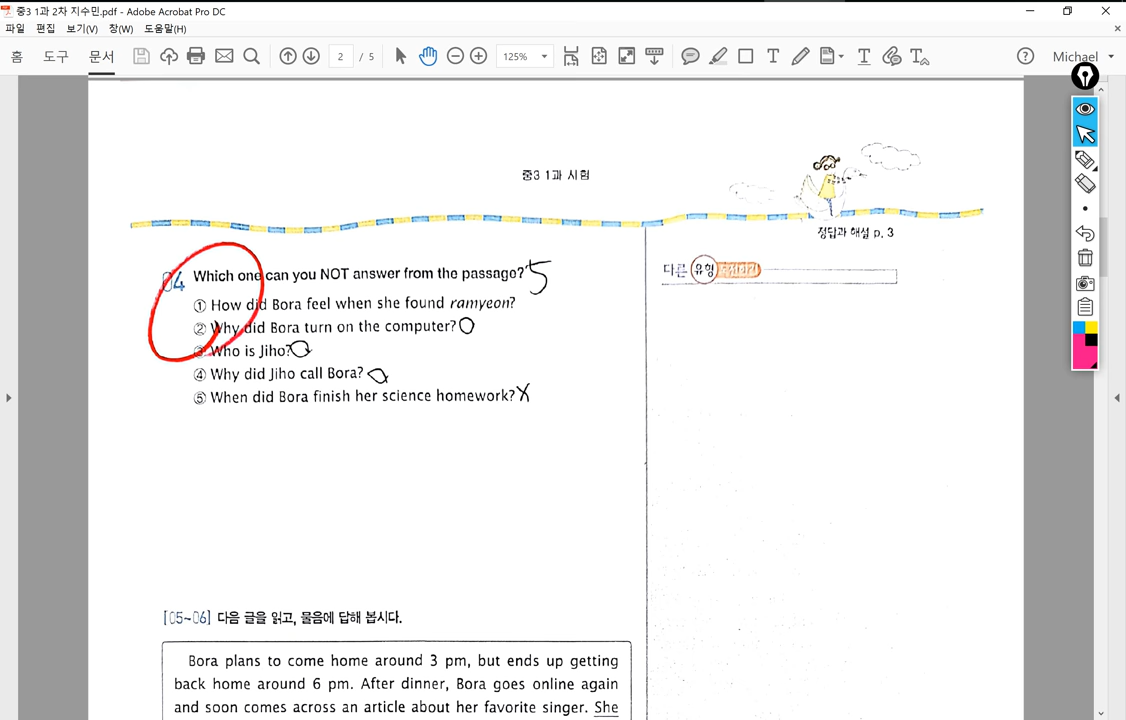 중3 1과 2차 지수민.pdf - Adobe Acrobat Pro DC
파일 편집 보기(V) 창(W) 도움말(H)
홈 도구 문서 2 / 5 125% Michael
중3 1과 시험
정답과 해설 p. 3
04 Which one can you NOT answer from the passage? 5
① How did Bora feel when she found ramyeon?
② Why did Bora turn on the computer? O
③ Who is Jiho? O
④ Why did Jiho call Bora? O
⑤ When did Bora finish her science homework? X
다른 유형 도전하기
[05~06] 다음 글을 읽고, 물음에 답해 봅시다.
Bora plans to come home around 3 pm, but ends up getting
back home around 6 pm. After dinner, Bora goes online again
and soon comes across an article about her favorite singer. She